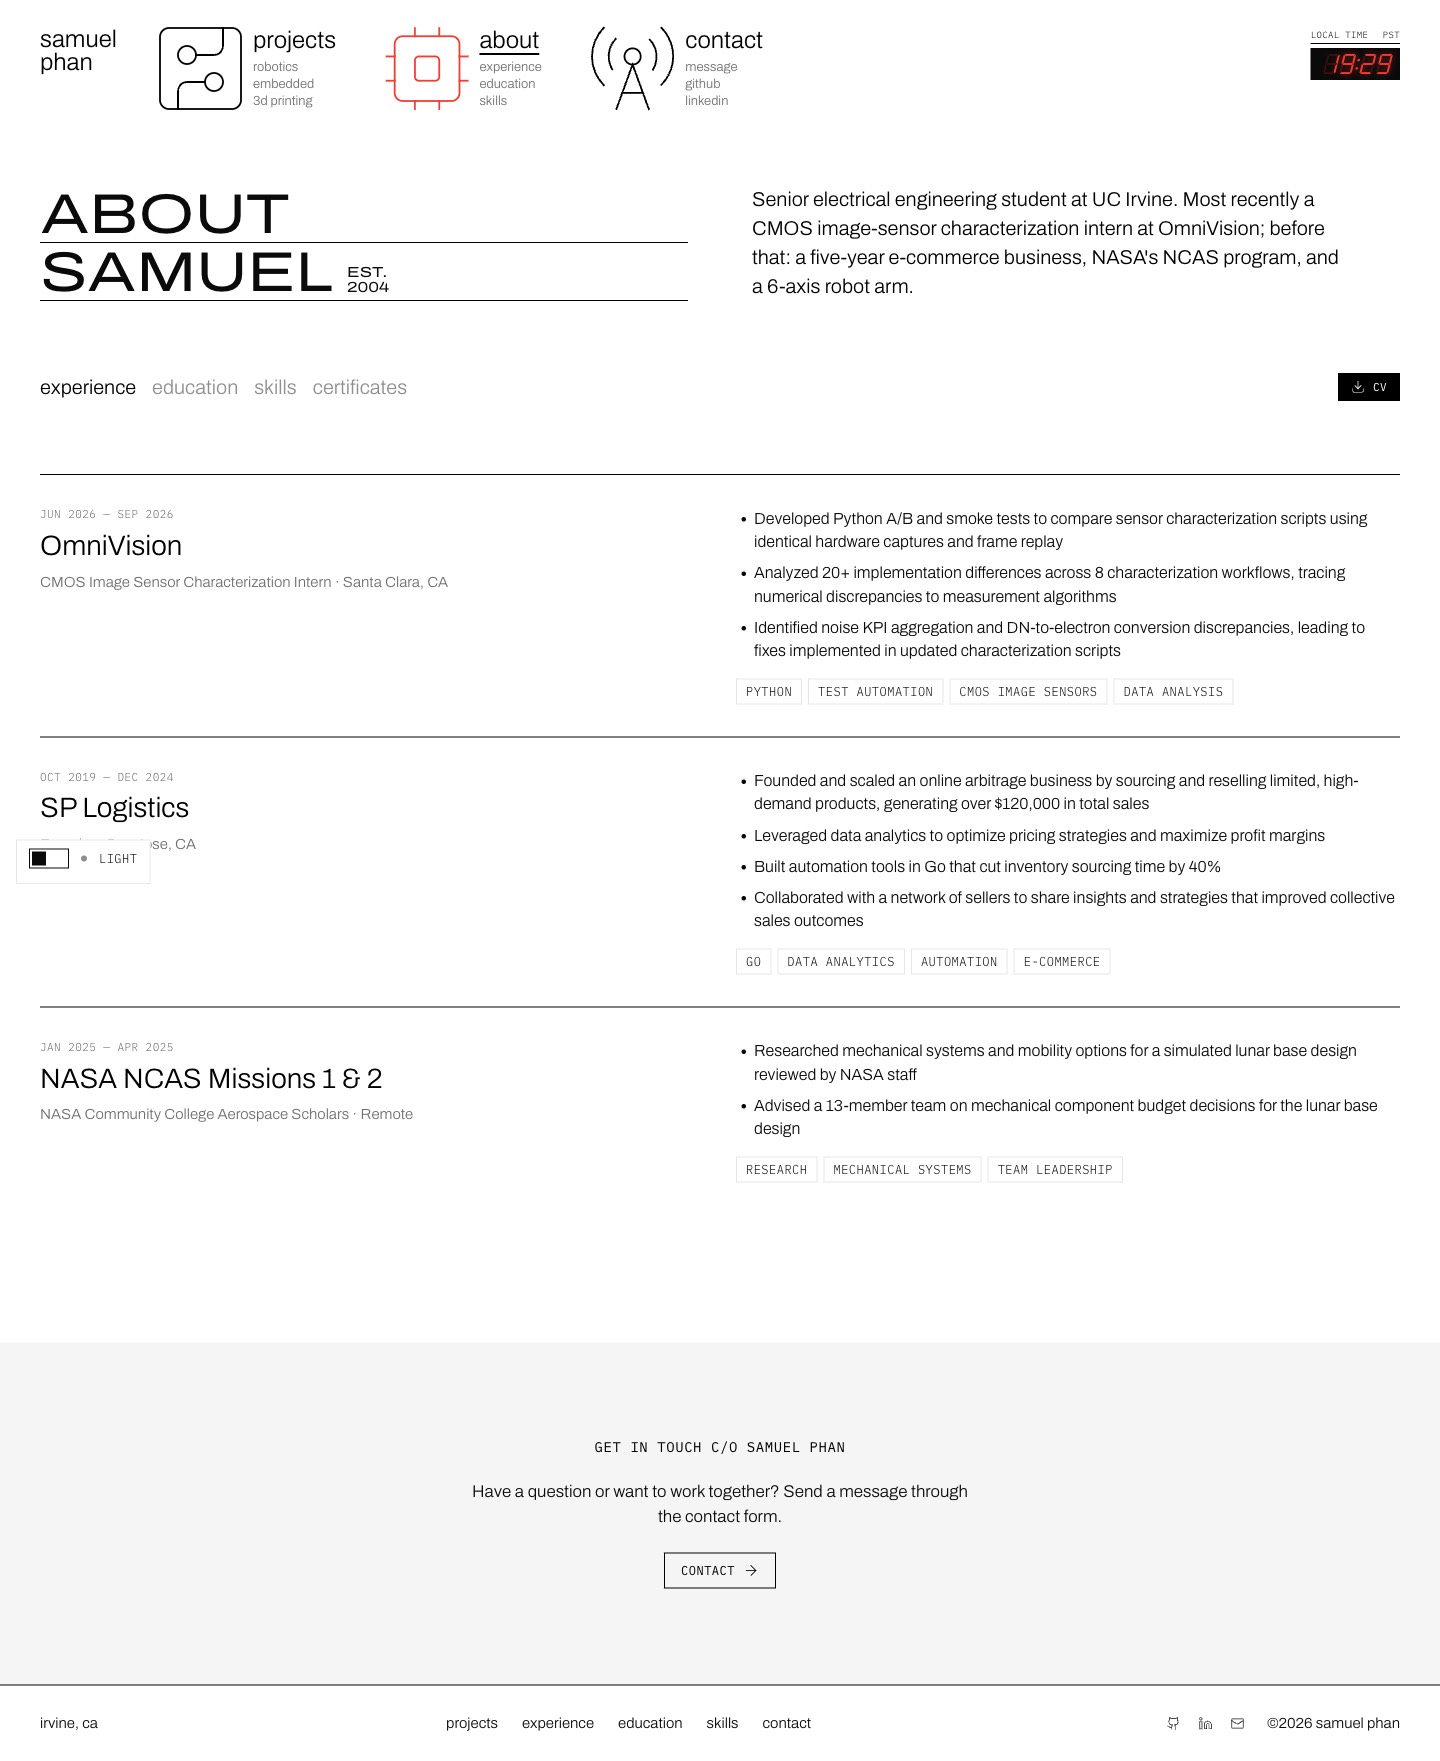 samuel
phan
projects
robotics
embedded
3d printing
about
experience
education
skills
contact
message
github
linkedin
LOCAL TIME PST
19:29
ABOUT
SAMUEL EST.
2004
Senior electrical engineering student at UC Irvine. Most recently a
CMOS image-sensor characterization intern at OmniVision; before
that: a five-year e-commerce business, NASA's NCAS program, and
a 6-axis robot arm.
experience education skills certificates
CV
JUN 2026 — SEP 2026
OmniVision
CMOS Image Sensor Characterization Intern · Santa Clara, CA
• Developed Python A/B and smoke tests to compare sensor characterization scripts using
identical hardware captures and frame replay
• Analyzed 20+ implementation differences across 8 characterization workflows, tracing
numerical discrepancies to measurement algorithms
• Identified noise KPI aggregation and DN-to-electron conversion discrepancies, leading to
fixes implemented in updated characterization scripts
PYTHON TEST AUTOMATION CMOS IMAGE SENSORS DATA ANALYSIS
OCT 2019 — DEC 2024
SP Logistics
CA
LIGHT
• Founded and scaled an online arbitrage business by sourcing and reselling limited, high-
demand products, generating over $120,000 in total sales
• Leveraged data analytics to optimize pricing strategies and maximize profit margins
• Built automation tools in Go that cut inventory sourcing time by 40%
• Collaborated with a network of sellers to share insights and strategies that improved collective
sales outcomes
GO DATA ANALYTICS AUTOMATION E-COMMERCE
JAN 2025 — APR 2025
NASA NCAS Missions 1 & 2
NASA Community College Aerospace Scholars · Remote
• Researched mechanical systems and mobility options for a simulated lunar base design
reviewed by NASA staff
• Advised a 13-member team on mechanical component budget decisions for the lunar base
design
RESEARCH MECHANICAL SYSTEMS TEAM LEADERSHIP
GET IN TOUCH C/O SAMUEL PHAN
Have a question or want to work together? Send a message through
the contact form.
CONTACT →
irvine, ca
projects experience education skills contact
©2026 samuel phan